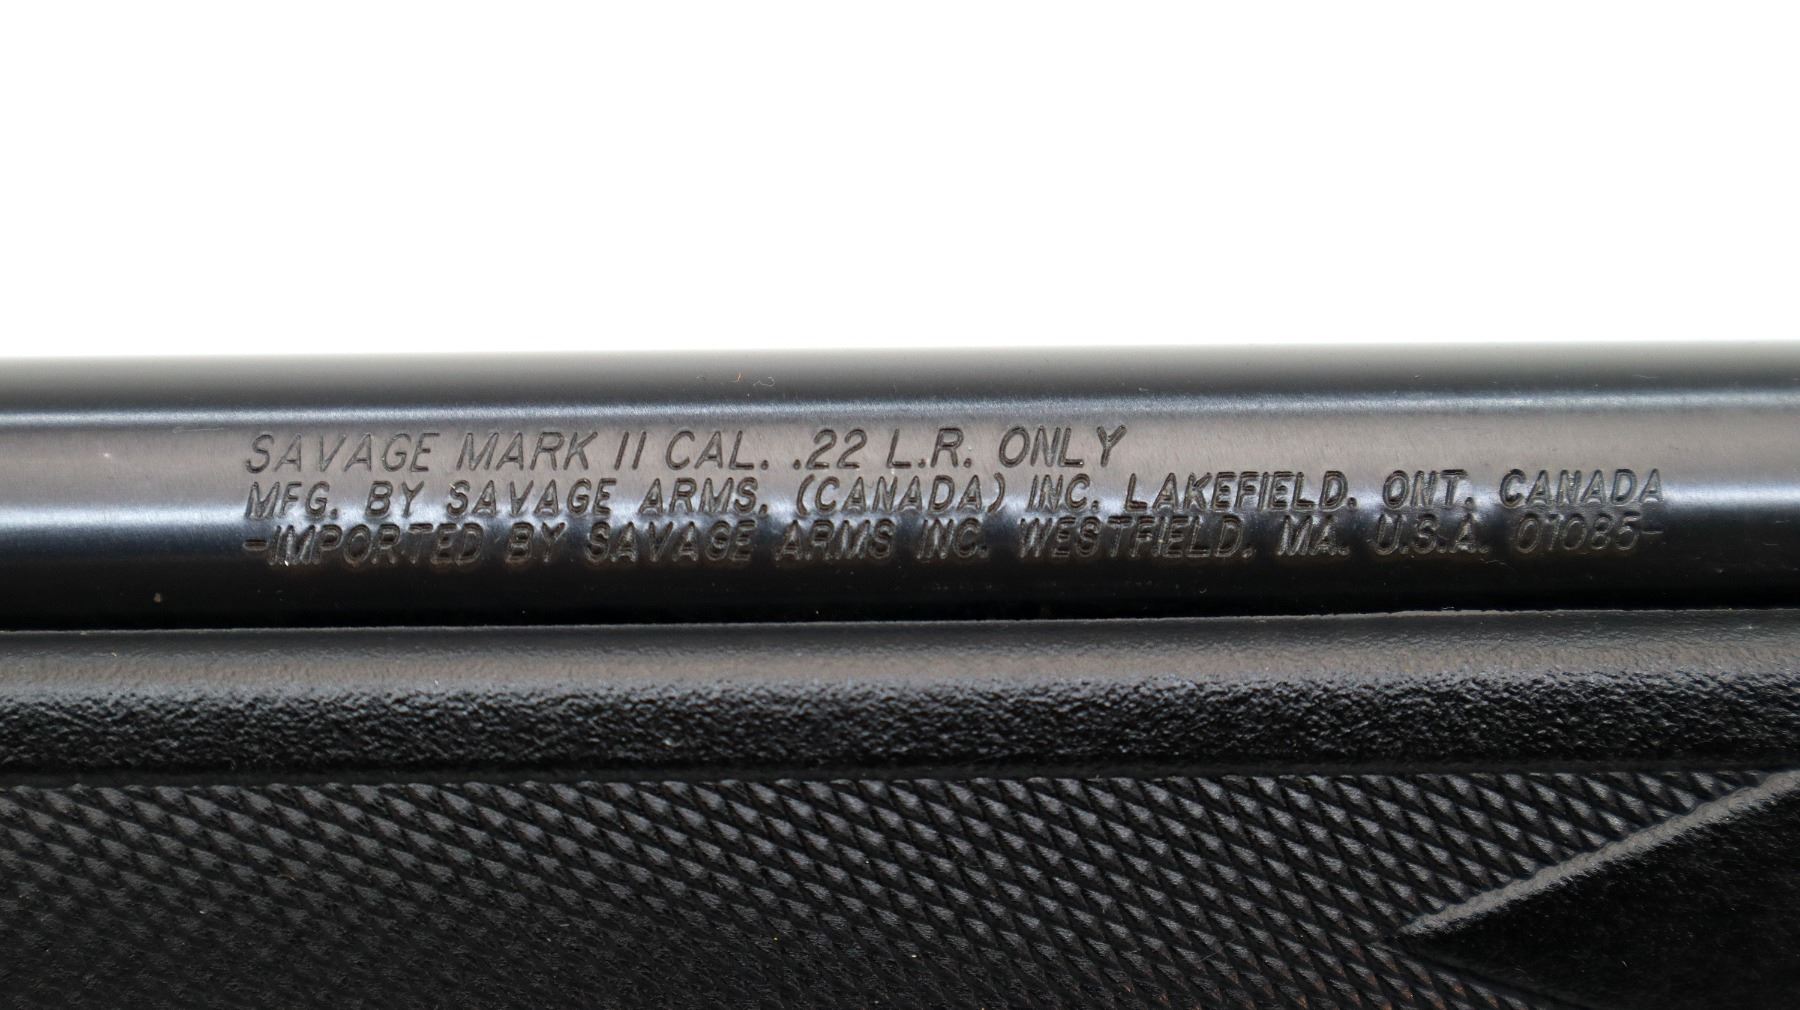 SAVAGE MARK II CAL. .22 L.R. ONLY
MFG. BY SAVAGE ARMS. (CANADA) INC. LAKEFIELD. ONT. CANADA
-IMPORTED BY SAVAGE ARMS INC. WESTFIELD. MA. U.S.A. 01085-